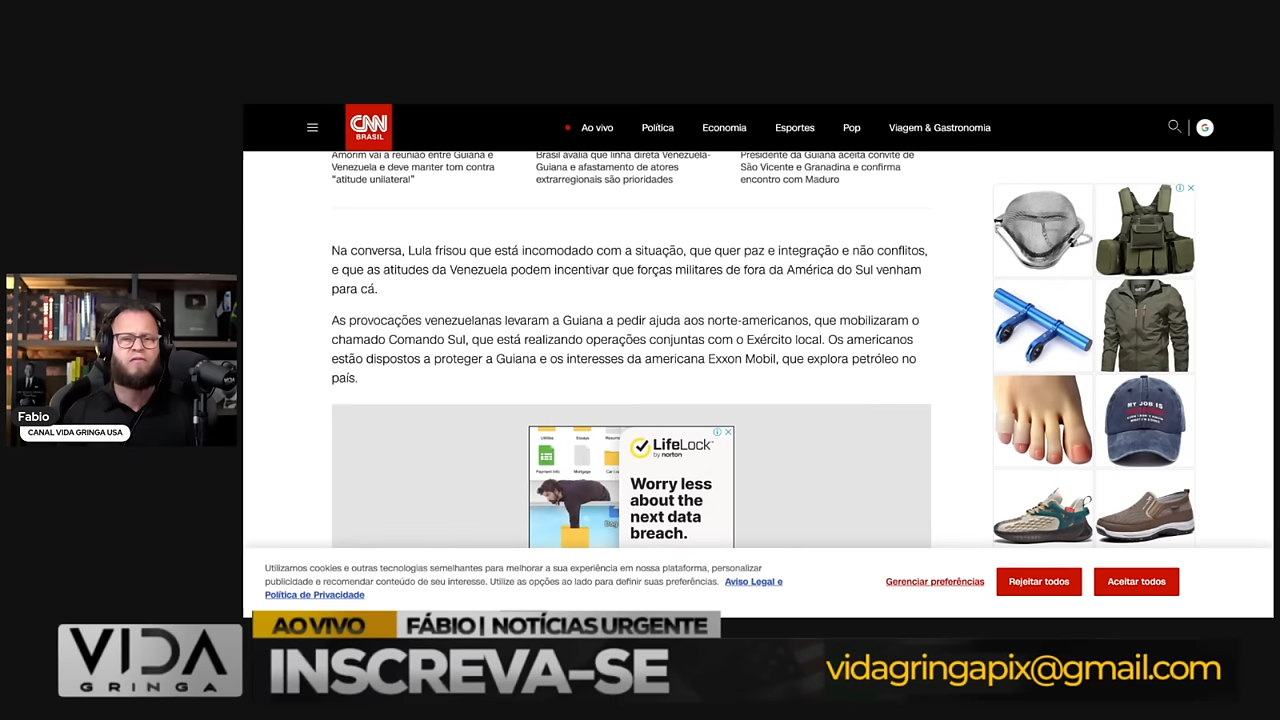 CNN
BRASIL
Ao vivo
Política
Economia
Esportes
Pop
Viagem & Gastronomia
G
Amorim vai a reunião entre Guiana e
Venezuela e deve manter tom contra
“atitude unilateral”
Brasil avalia que linha direta Venezuela-
Guiana e afastamento de atores
extrarregionais são prioridades
Presidente da Guiana aceita convite de
São Vicente e Granadina e confirma
encontro com Maduro
Na conversa, Lula frisou que está incomodado com a situação, que quer paz e integração e não conflitos,
e que as atitudes da Venezuela podem incentivar que forças militares de fora da América do Sul venham
para cá.
As provocações venezuelanas levaram a Guiana a pedir ajuda aos norte-americanos, que mobilizaram o
chamado Comando Sul, que está realizando operações conjuntas com o Exército local. Os americanos
estão dispostos a proteger a Guiana e os interesses da americana Exxon Mobil, que explora petróleo no
país.
MY JOB IS
Utilities
Essays
Payment Info
Mortgage
LifeLock
by norton
Worry less
about the
next data
breach.
Fabio
CANAL VIDA GRINGA USA
Utilizamos cookies e outras tecnologias semelhantes para melhorar a sua experiência em nossa plataforma, personalizar
publicidade e recomendar conteúdo de seu interesse. Utilize as opções ao lado para definir suas preferências. Aviso Legal e
Política de Privacidade
Gerenciar preferências
Rejeitar todos
Aceitar todos
AO VIVO
FÁBIO | NOTÍCIAS URGENTE
VIDA
GRINGA
INSCREVA-SE
vidagringapix@gmail.com